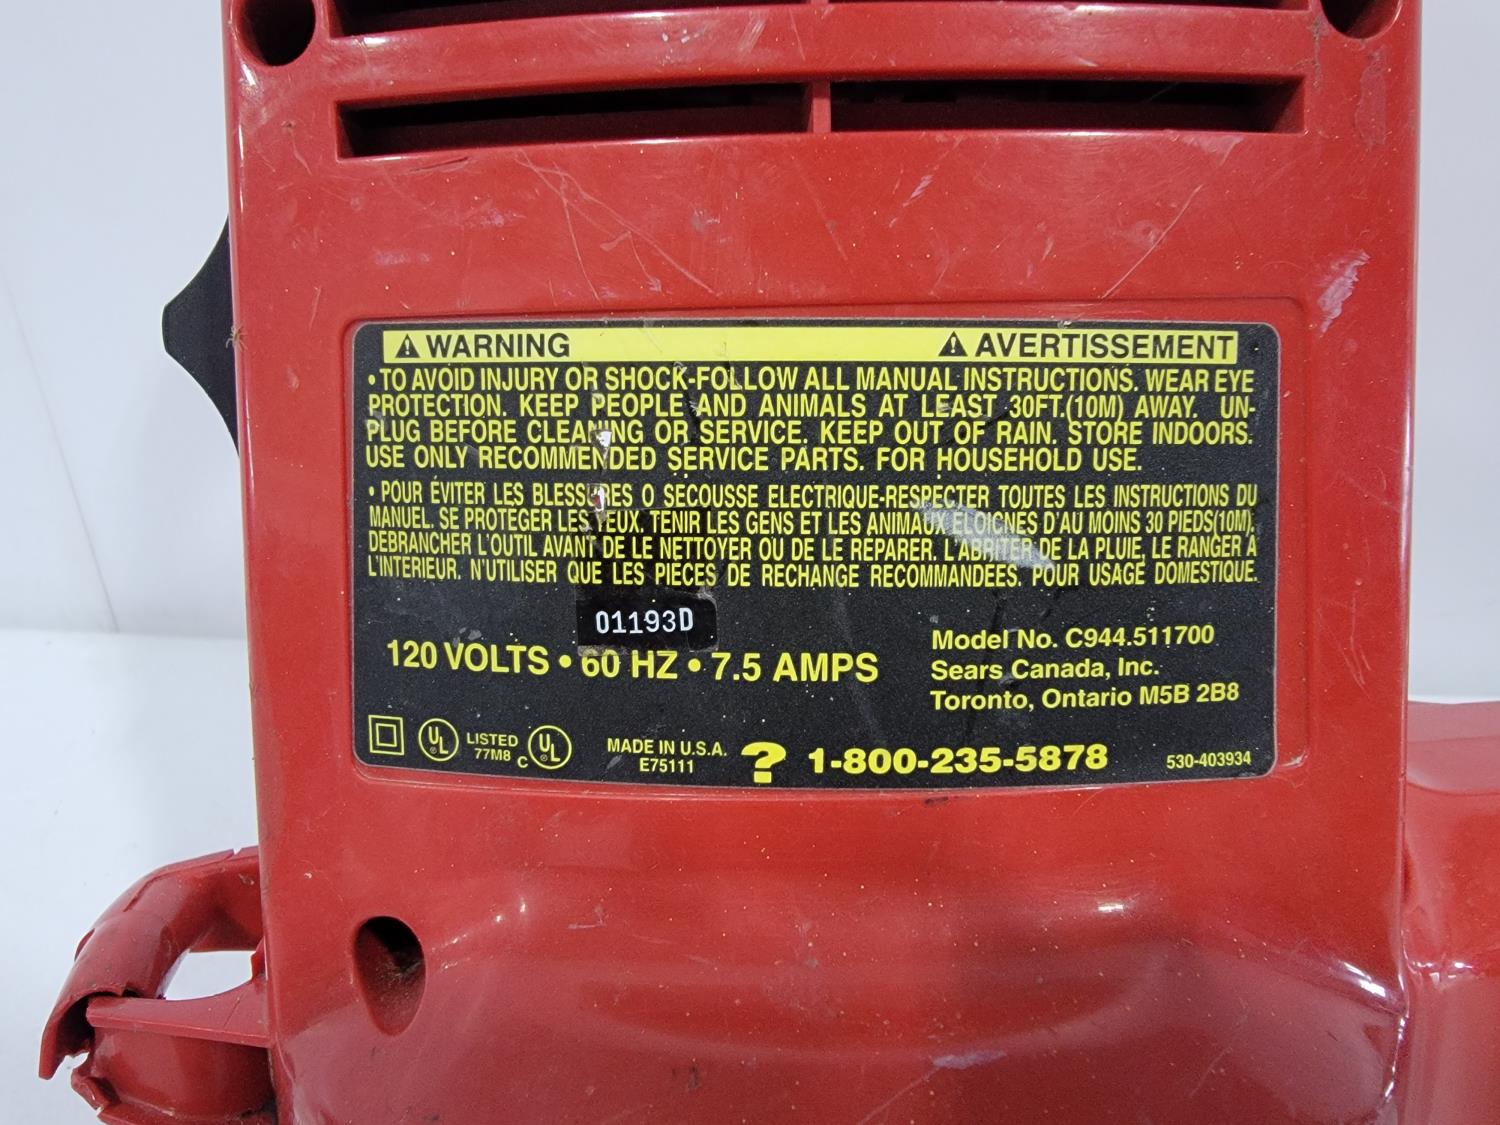 WARNING AVERTISSEMENT
• TO AVOID INJURY OR SHOCK-FOLLOW ALL MANUAL INSTRUCTIONS. WEAR EYE
PROTECTION. KEEP PEOPLE AND ANIMALS AT LEAST 30FT.(10M) AWAY. UN-
PLUG BEFORE CLEANING OR SERVICE. KEEP OUT OF RAIN. STORE INDOORS.
USE ONLY RECOMMENDED SERVICE PARTS. FOR HOUSEHOLD USE.
• POUR ÉVITER LES BLESSURES O SECOUSSE ELECTRIQUE-RESPECTER TOUTES LES INSTRUCTIONS DU
MANUEL. SE PROTEGER LES YEUX. TENIR LES GENS ET LES ANIMAUX ELOIGNES D'AU MOINS 30 PIEDS(10M).
DEBRANCHER L'OUTIL AVANT DE LE NETTOYER OU DE LE REPARER. L'ABRITER DE LA PLUIE, LE RANGER A
L'INTERIEUR. N'UTILISER QUE LES PIECES DE RECHANGE RECOMMANDEES. POUR USAGE DOMESTIQUE.
01193D
120 VOLTS • 60 HZ • 7.5 AMPS
Model No. C944.511700
Sears Canada, Inc.
Toronto, Ontario M5B 2B8
UL LISTED 77M8 C UL
MADE IN U.S.A.
E75111
? 1-800-235-5878
530-403934